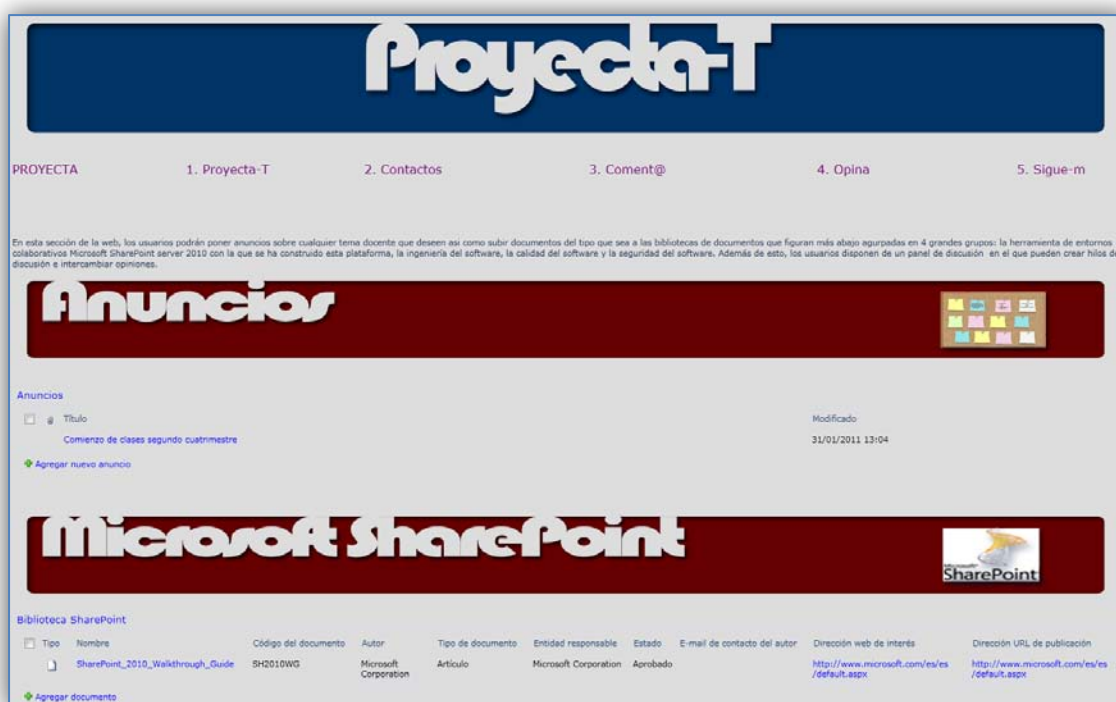 Proyecta-T
PROYECTA 1. Proyecta-T 2. Contactos 3. Coment@ 4. Opina 5. Sigue-m
En esta sección de la web, los usuarios podrán poner anuncios sobre cualquier tema docente que deseen asi como subir documentos del tipo que sea a las bibliotecas de documentos que figuran más abajo agurpadas en 4 grandes grupos: la herramienta de entornos
colaborativos Microsoft SharePoint server 2010 con la que se ha construido esta plataforma, la ingeniería del software, la calidad del software y la seguridad del software. Además de esto, los usuarios disponen de un panel de discusión en el que pueden crear hilos de
discusión e intercambiar opiniones.
Anuncios
Anuncios
Título Modificado
Comienzo de clases segundo cuatrimestre 31/01/2011 13:04
Agregar nuevo anuncio
Microsoft SharePoint
Microsoft
SharePoint
Biblioteca SharePoint
Tipo Nombre Código del documento Autor Tipo de documento Entidad responsable Estado E-mail de contacto del autor Dirección web de interés Dirección URL de publicación
SharePoint_2010_Walkthrough_Guide SH2010WG Microsoft Artículo Microsoft Corporation Aprobado http://www.microsoft.com/es/es http://www.microsoft.com/es/es
Corporation /default.aspx /default.aspx
Agregar documento